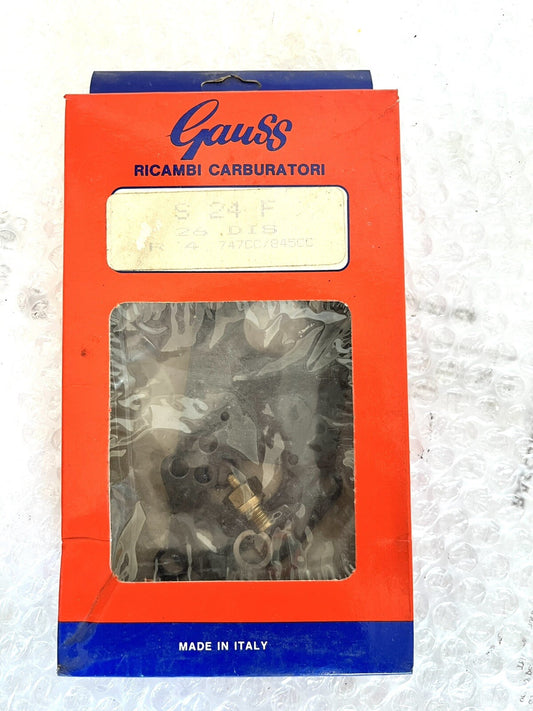 Gauss
RICAMBI CARBURATORI
S 24 F
26 DIS
R 4 747CC/845CC
MADE IN ITALY